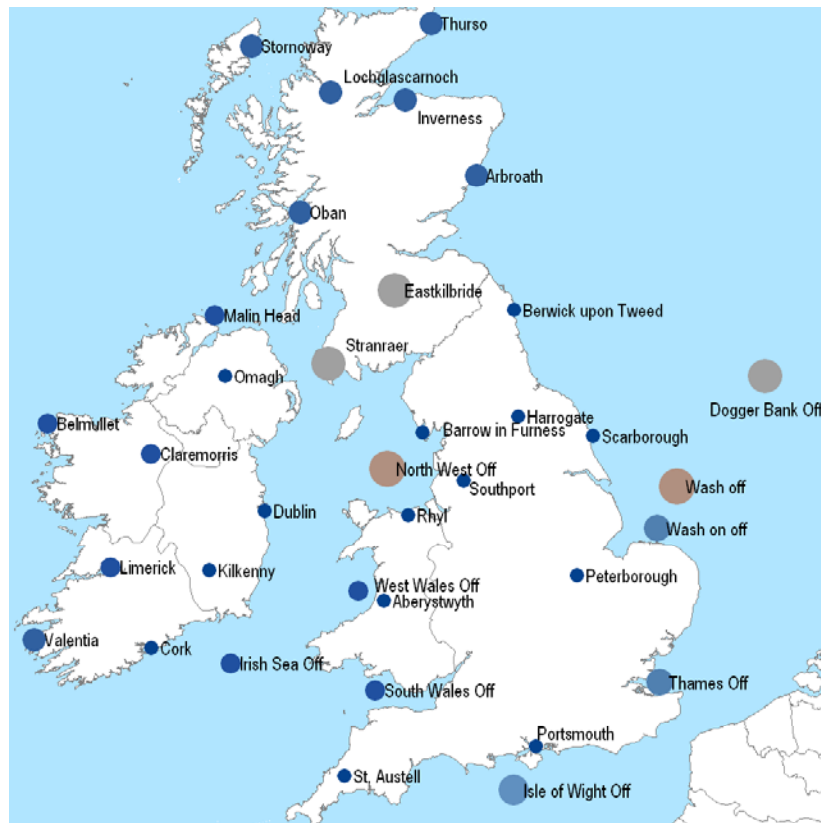 Thurso
Stornoway
Lochglascarnoch
Inverness
Arbroath
Oban
Eastkilbride
Malin Head
Berwick upon Tweed
Stranraer
Omagh
Dogger Bank Off
Belmullet
Harrogate
Barrow in Furness
Scarborough
Claremorris
North West Off
Southport
Wash off
Dublin
Rhyl
Wash on off
Limerick
Kilkenny
Peterborough
West Wales Off
Aberystwyth
Valentia
Cork
Irish Sea Off
South Wales Off
Thames Off
Portsmouth
St. Austell
Isle of Wight Off